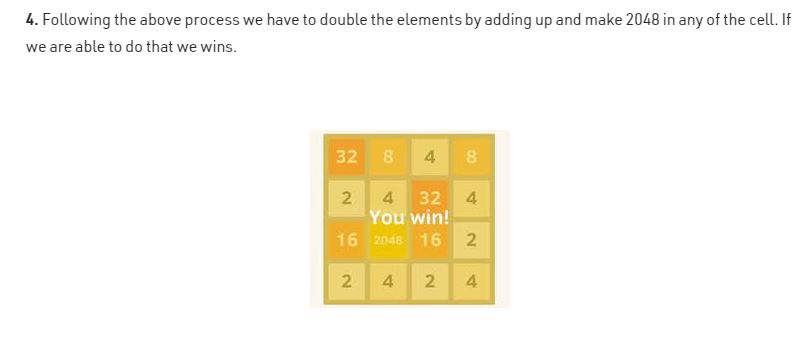 4. Following the above process we have to double the elements by adding up and make 2048 in any of the cell. If
we are able to do that we wins.
32 8 4 8
2 4 32 4
You win!
16 2048 16 2
2 4 2 4